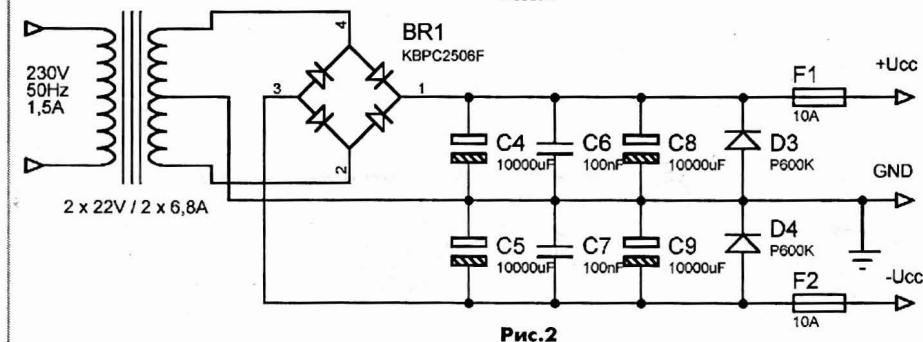 BR1
KBPC2506F
230V
50Hz
1,5A
4
3
1
2
2 x 22V / 2 x 6,8A
C4
10000uF
C6
100nF
C8
10000uF
D3
P600K
F1
10A
+Ucc
GND
C5
10000uF
C7
100nF
C9
10000uF
D4
P600K
F2
10A
-Ucc
Рис.2